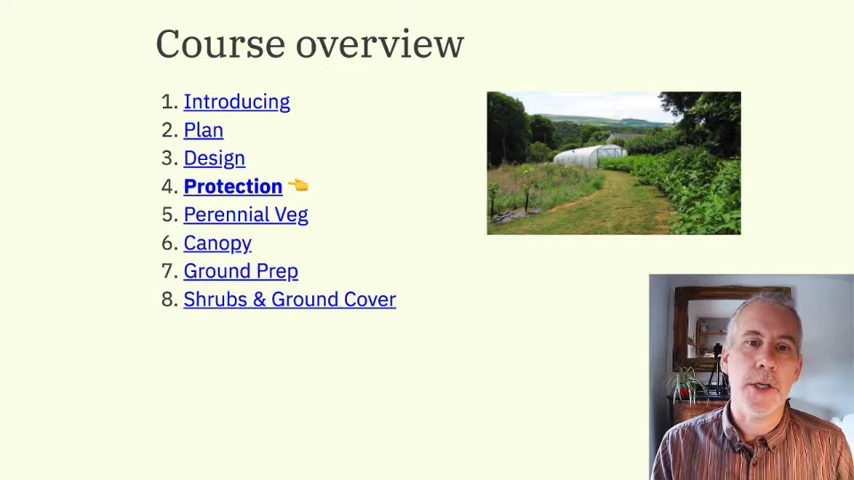 Course overview
1. Introducing
2. Plan
3. Design
4. Protection 👈
5. Perennial Veg
6. Canopy
7. Ground Prep
8. Shrubs & Ground Cover